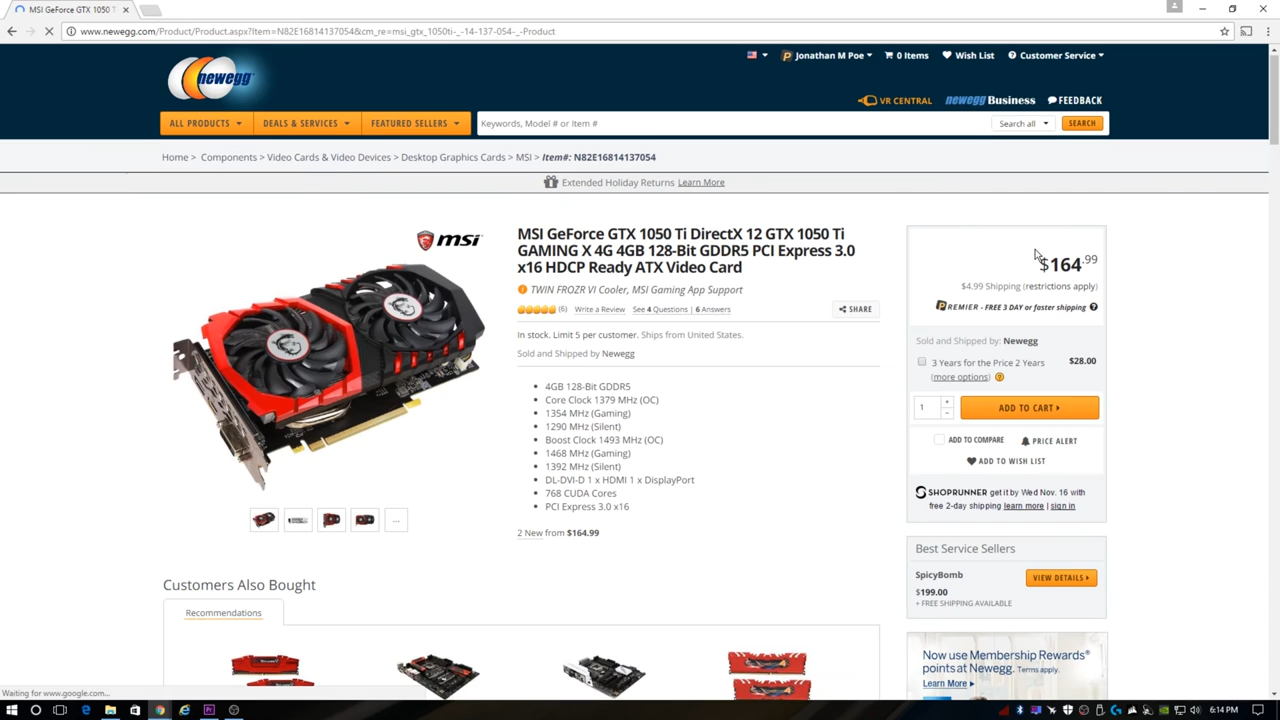 MSI GeForce GTX 1050 T
www.newegg.com/Product/Product.aspx?Item=N82E16814137054&cm_re=msi_gtx_1050ti-_-14-137-054-_-Product
newegg
Jonathan M Poe
0 Items
Wish List
Customer Service
VR CENTRAL
newegg Business
FEEDBACK
ALL PRODUCTS
DEALS & SERVICES
FEATURED SELLERS
Keywords, Model # or Item #
Search all
SEARCH
Home > Components > Video Cards & Video Devices > Desktop Graphics Cards > MSI > Item#: N82E16814137054
Extended Holiday Returns Learn More
msi
MSI GeForce GTX 1050 Ti DirectX 12 GTX 1050 Ti
GAMING X 4G 4GB 128-Bit GDDR5 PCI Express 3.0
x16 HDCP Ready ATX Video Card
TWIN FROZR VI Cooler, MSI Gaming App Support
(6) Write a Review See 4 Questions | 6 Answers
SHARE
In stock. Limit 5 per customer. Ships from United States.
Sold and Shipped by Newegg
4GB 128-Bit GDDR5
Core Clock 1379 MHz (OC)
1354 MHz (Gaming)
1290 MHz (Silent)
Boost Clock 1493 MHz (OC)
1468 MHz (Gaming)
1392 MHz (Silent)
DL-DVI-D 1 x HDMI 1 x DisplayPort
768 CUDA Cores
PCI Express 3.0 x16
...
2 New from $164.99
$164.99
$4.99 Shipping (restrictions apply)
PREMIER - FREE 3 DAY or faster shipping
Sold and Shipped by: Newegg
3 Years for the Price 2 Years
$28.00
(more options)
1
ADD TO CART
ADD TO COMPARE
PRICE ALERT
ADD TO WISH LIST
SHOPRUNNER get it by Wed Nov. 16 with
free 2-day shipping learn more | sign in
Best Service Sellers
SpicyBomb
$199.00
+ FREE SHIPPING AVAILABLE
VIEW DETAILS
Now use Membership Rewards®
points at Newegg. Terms apply.
Learn More
Customers Also Bought
Recommendations
Waiting for www.google.com...
6:14 PM